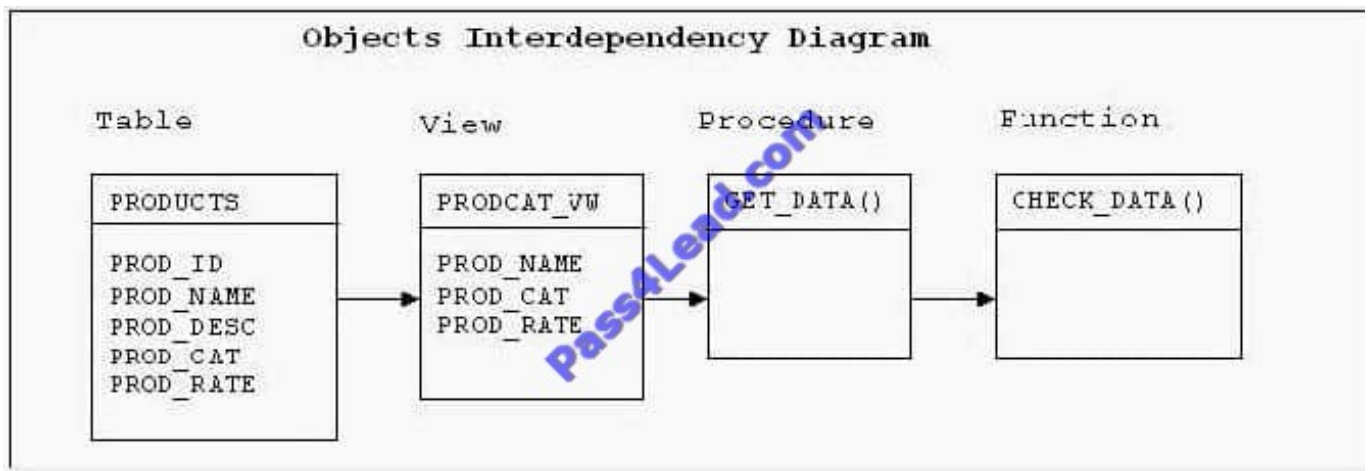 Objects Interdependency Diagram
Table
View
Procedure
Function
PRODUCTS
PROD_ID
PROD_NAME
PROD_DESC
PROD_CAT
PROD_RATE
PRODCAT_VW
PROD_NAME
PROD_CAT
PROD_RATE
GET_DATA()
CHECK_DATA()
Pass4Lead.com